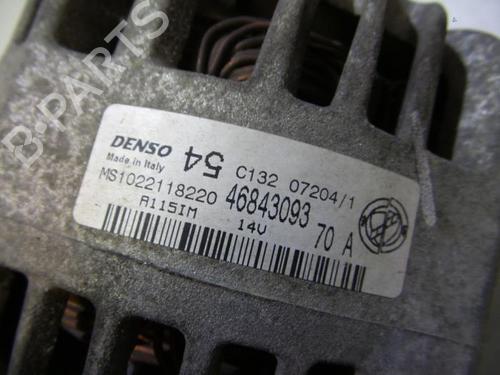 B-PARTS
DENSO 54 C132 07204/1
Made in Italy
MS1022118220 46843093
A115IM 14V 70 A